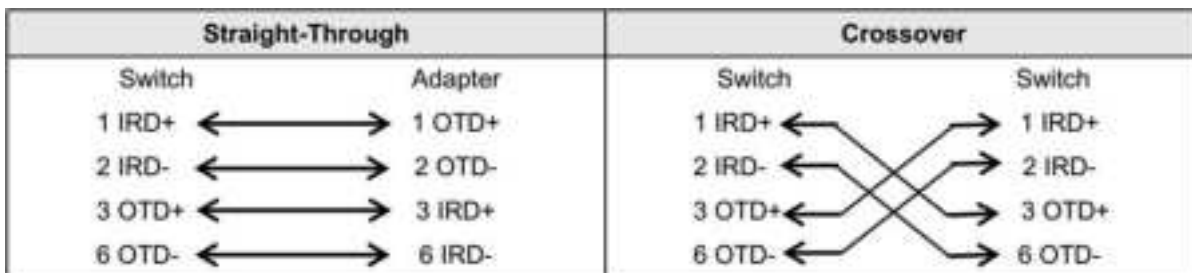 Straight-Through Crossover
Switch Adapter Switch Switch
1 IRD+ 1 OTD+ 1 IRD+ 1 IRD+
2 IRD- 2 OTD- 2 IRD- 2 IRD-
3 OTD+ 3 IRD+ 3 OTD+ 3 OTD+
6 OTD- 6 IRD- 6 OTD- 6 OTD-